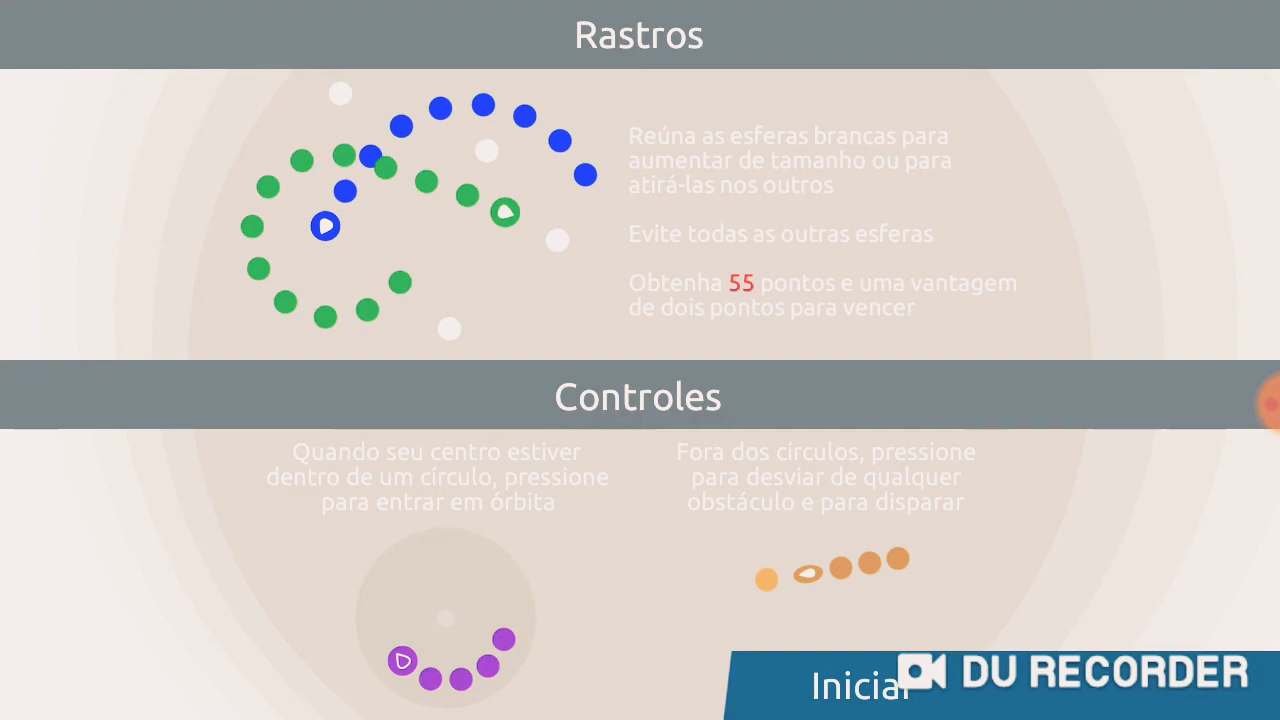 Rastros
Reúna as esferas brancas para
aumentar de tamanho ou para
atirá-las nos outros
Evite todas as outras esferas
Obtenha 55 pontos e uma vantagem
de dois pontos para vencer
Controles
Quando seu centro estiver
dentro de um círculo, pressione
para entrar em órbita
Fora dos círculos, pressione
para desviar de qualquer
obstáculo e para disparar
Iniciar
DU RECORDER